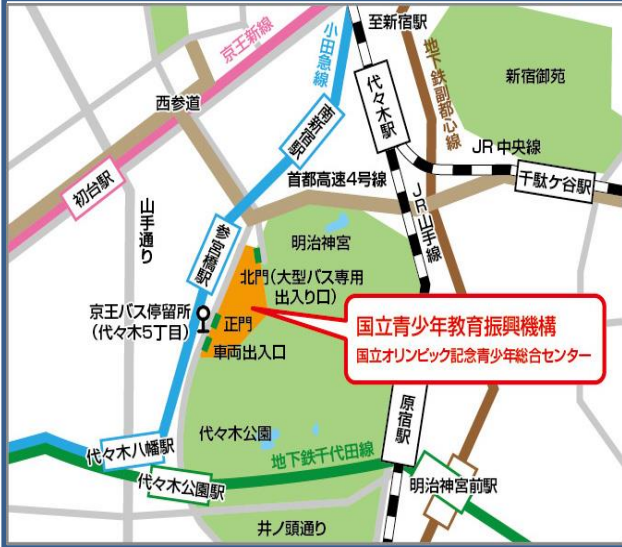 至新宿駅
京王新線
小田急線
地下鉄副都心線
新宿御苑
西参道
代々木駅
南新宿駅
JR中央線
千駄ケ谷駅
首都高速4号線
初台駅
山手通り
JR山手線
参宮橋駅
明治神宮
北門(大型バス専用
出入り口)
京王バス停留所
(代々木5丁目)
正門
車両出入口
国立青少年教育振興機構
国立オリンピック記念青少年総合センター
原宿駅
代々木公園
代々木八幡駅
地下鉄千代田線
代々木公園駅
明治神宮前駅
井ノ頭通り